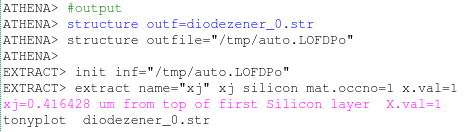 ATHENA> #output
ATHENA> structure outf=diodezener_0.str
ATHENA> structure outfile="/tmp/auto.LOFDPo"
ATHENA>
EXTRACT> init inf="/tmp/auto.LOFDPo"
EXTRACT> extract name="xj" xj silicon mat.occno=1 x.val=1
xj=0.416428 um from top of first Silicon layer  X.val=1
tonyplot  diodezener_0.str